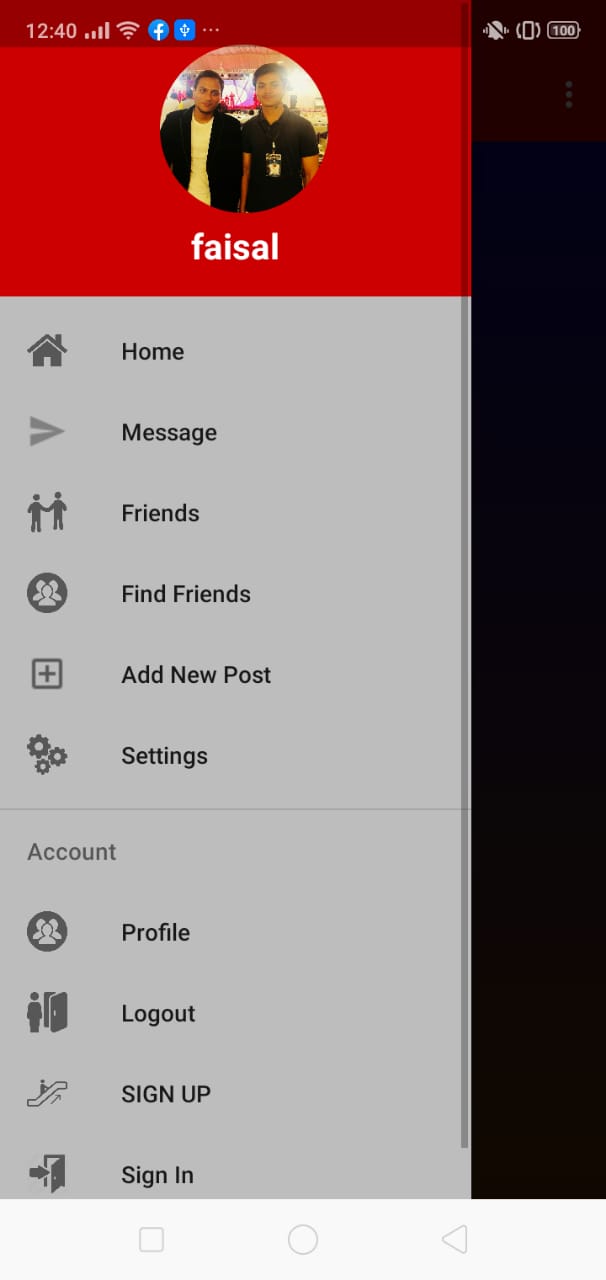 12:40
100
faisal
Home
Message
Friends
Find Friends
Add New Post
Settings
Account
Profile
Logout
SIGN UP
Sign In